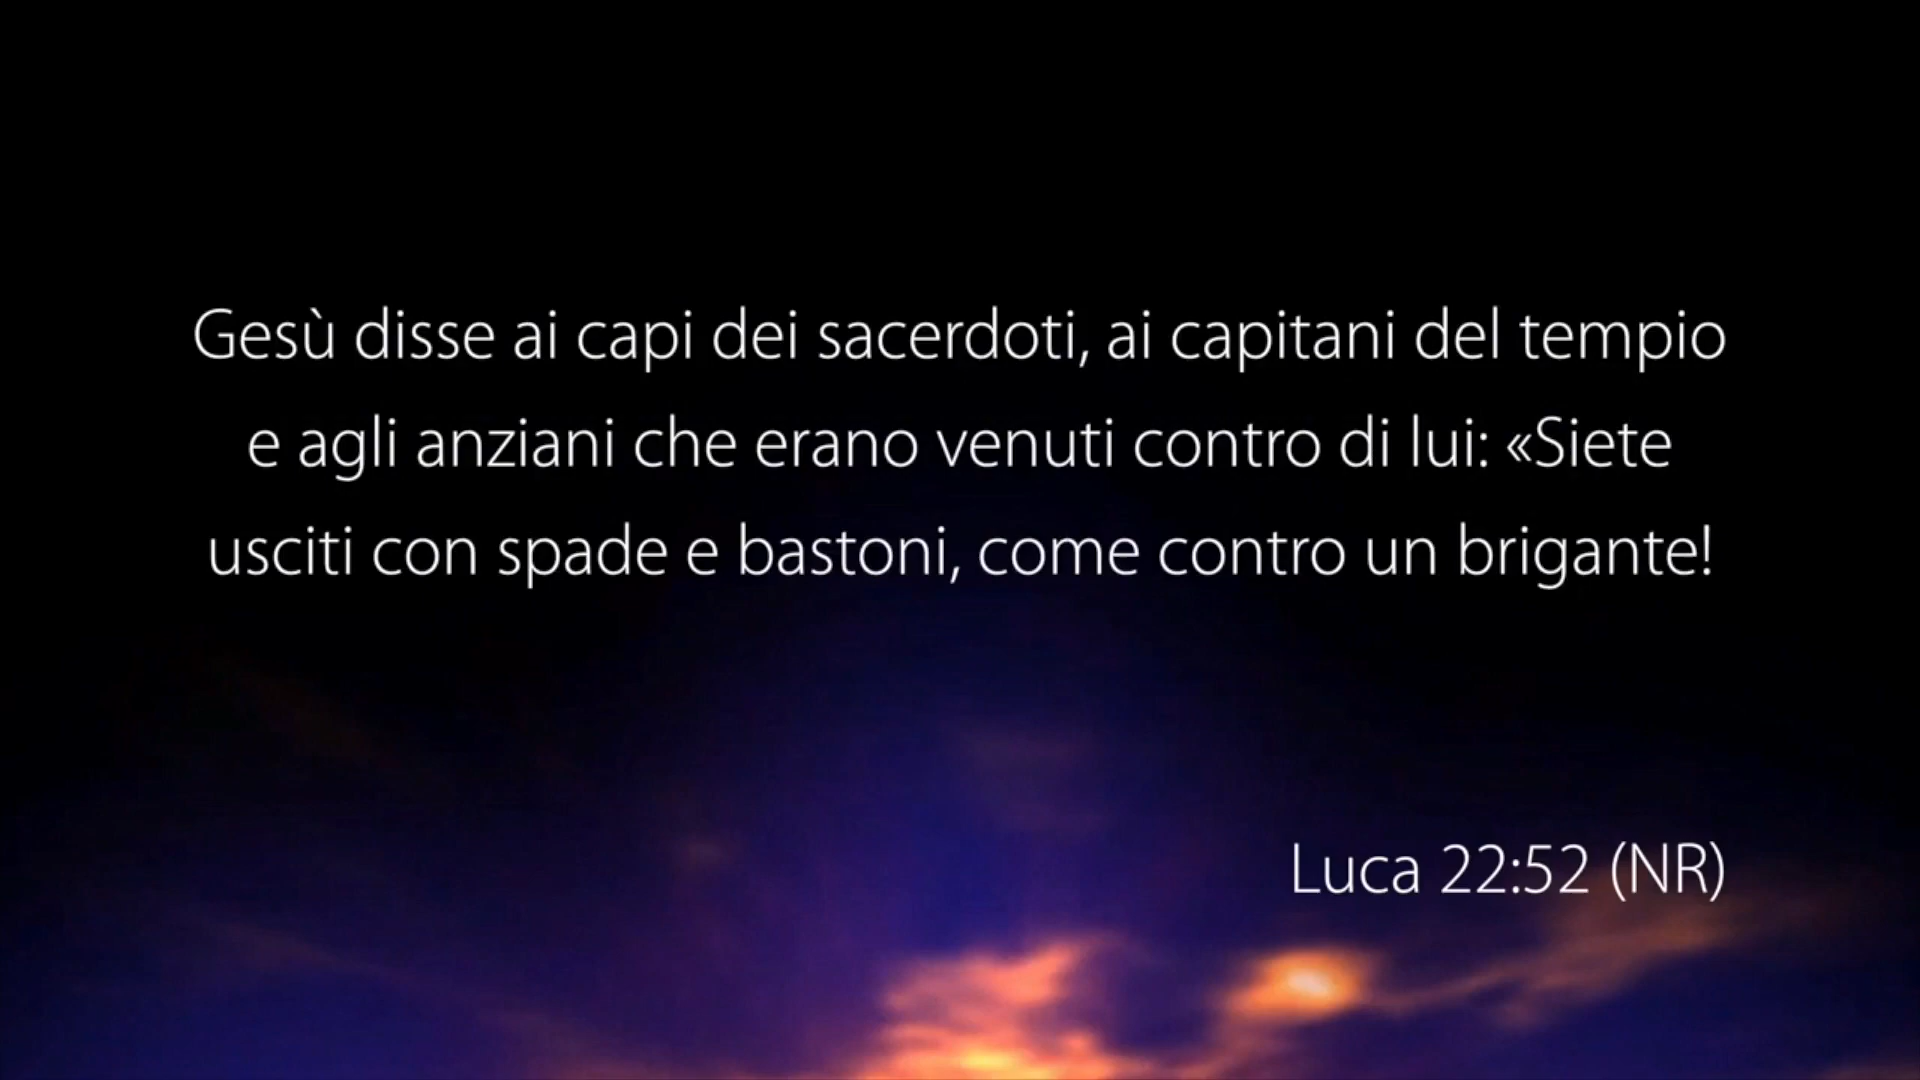 Gesù disse ai capi dei sacerdoti, ai capitani del tempio
e agli anziani che erano venuti contro di lui: «Siete
usciti con spade e bastoni, come contro un brigante!
Luca 22:52 (NR)